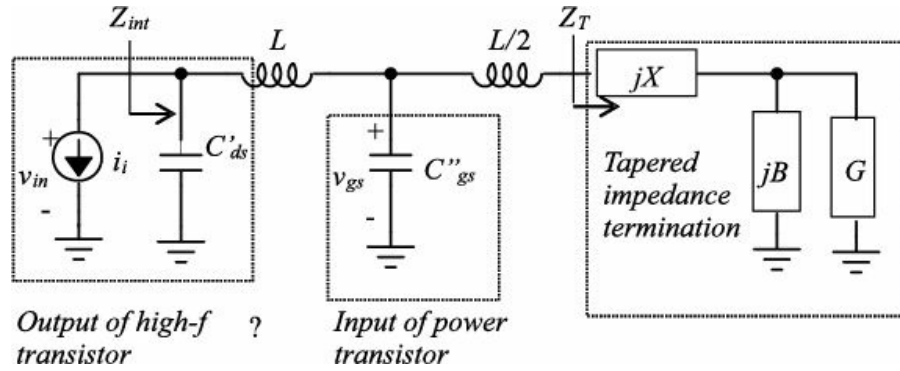 Z_int
L
L/2
Z_T
jX
+
v_in
-
i_i
C'_ds
+
v_gs
-
C''_gs
Tapered
impedance
termination
jB
G
Output of high-f ?
transistor
Input of power
transistor